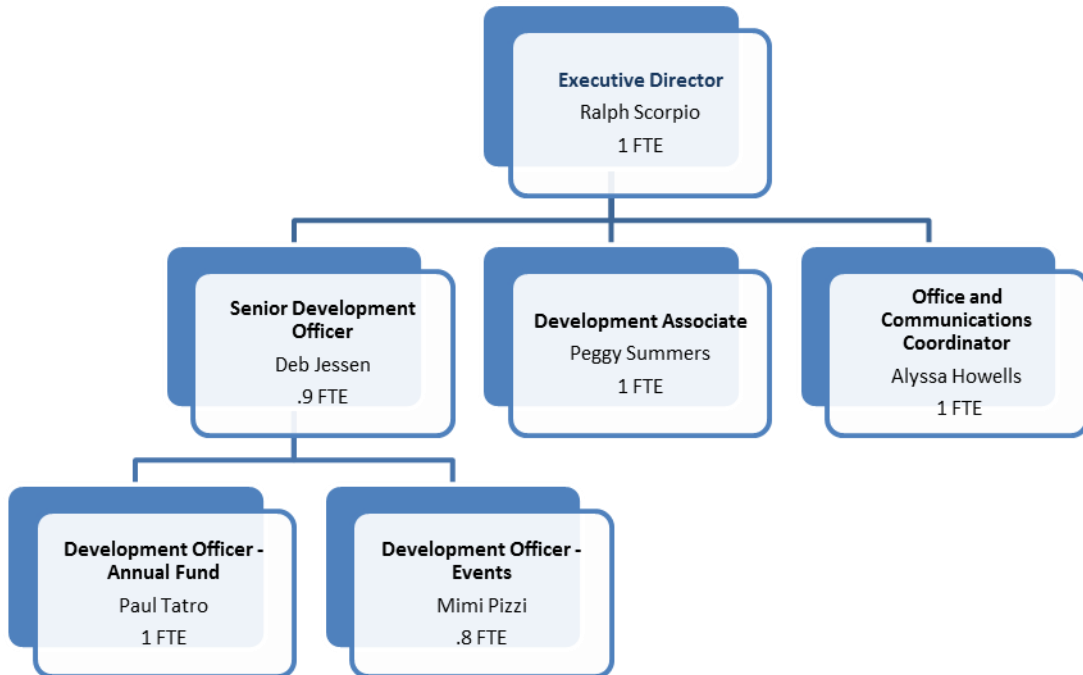 Executive Director
Ralph Scorpio
1 FTE
Senior Development
Officer
Deb Jessen
.9 FTE
Development Associate
Peggy Summers
1 FTE
Office and
Communications
Coordinator
Alyssa Howells
1 FTE
Development Officer -
Annual Fund
Paul Tatro
1 FTE
Development Officer -
Events
Mimi Pizzi
.8 FTE